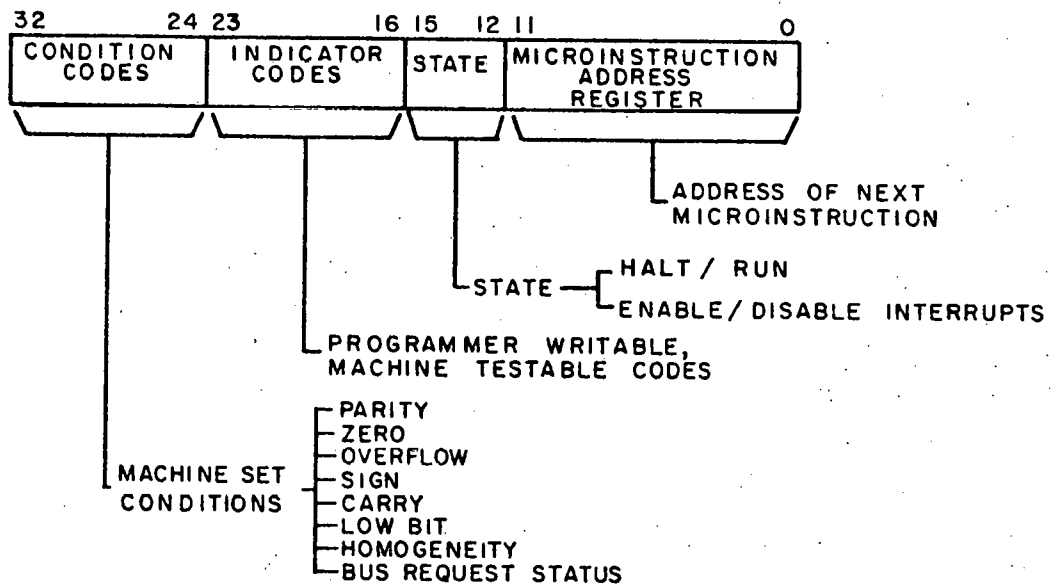 32 24 23 16 15 12 11 0
CONDITION CODES
INDICATOR CODES
STATE
MICROINSTRUCTION ADDRESS REGISTER
ADDRESS OF NEXT
MICROINSTRUCTION
STATE
HALT / RUN
ENABLE/DISABLE INTERRUPTS
PROGRAMMER WRITABLE,
MACHINE TESTABLE CODES
MACHINE SET
CONDITIONS
PARITY
ZERO
OVERFLOW
SIGN
CARRY
LOW BIT
HOMOGENEITY
BUS REQUEST STATUS